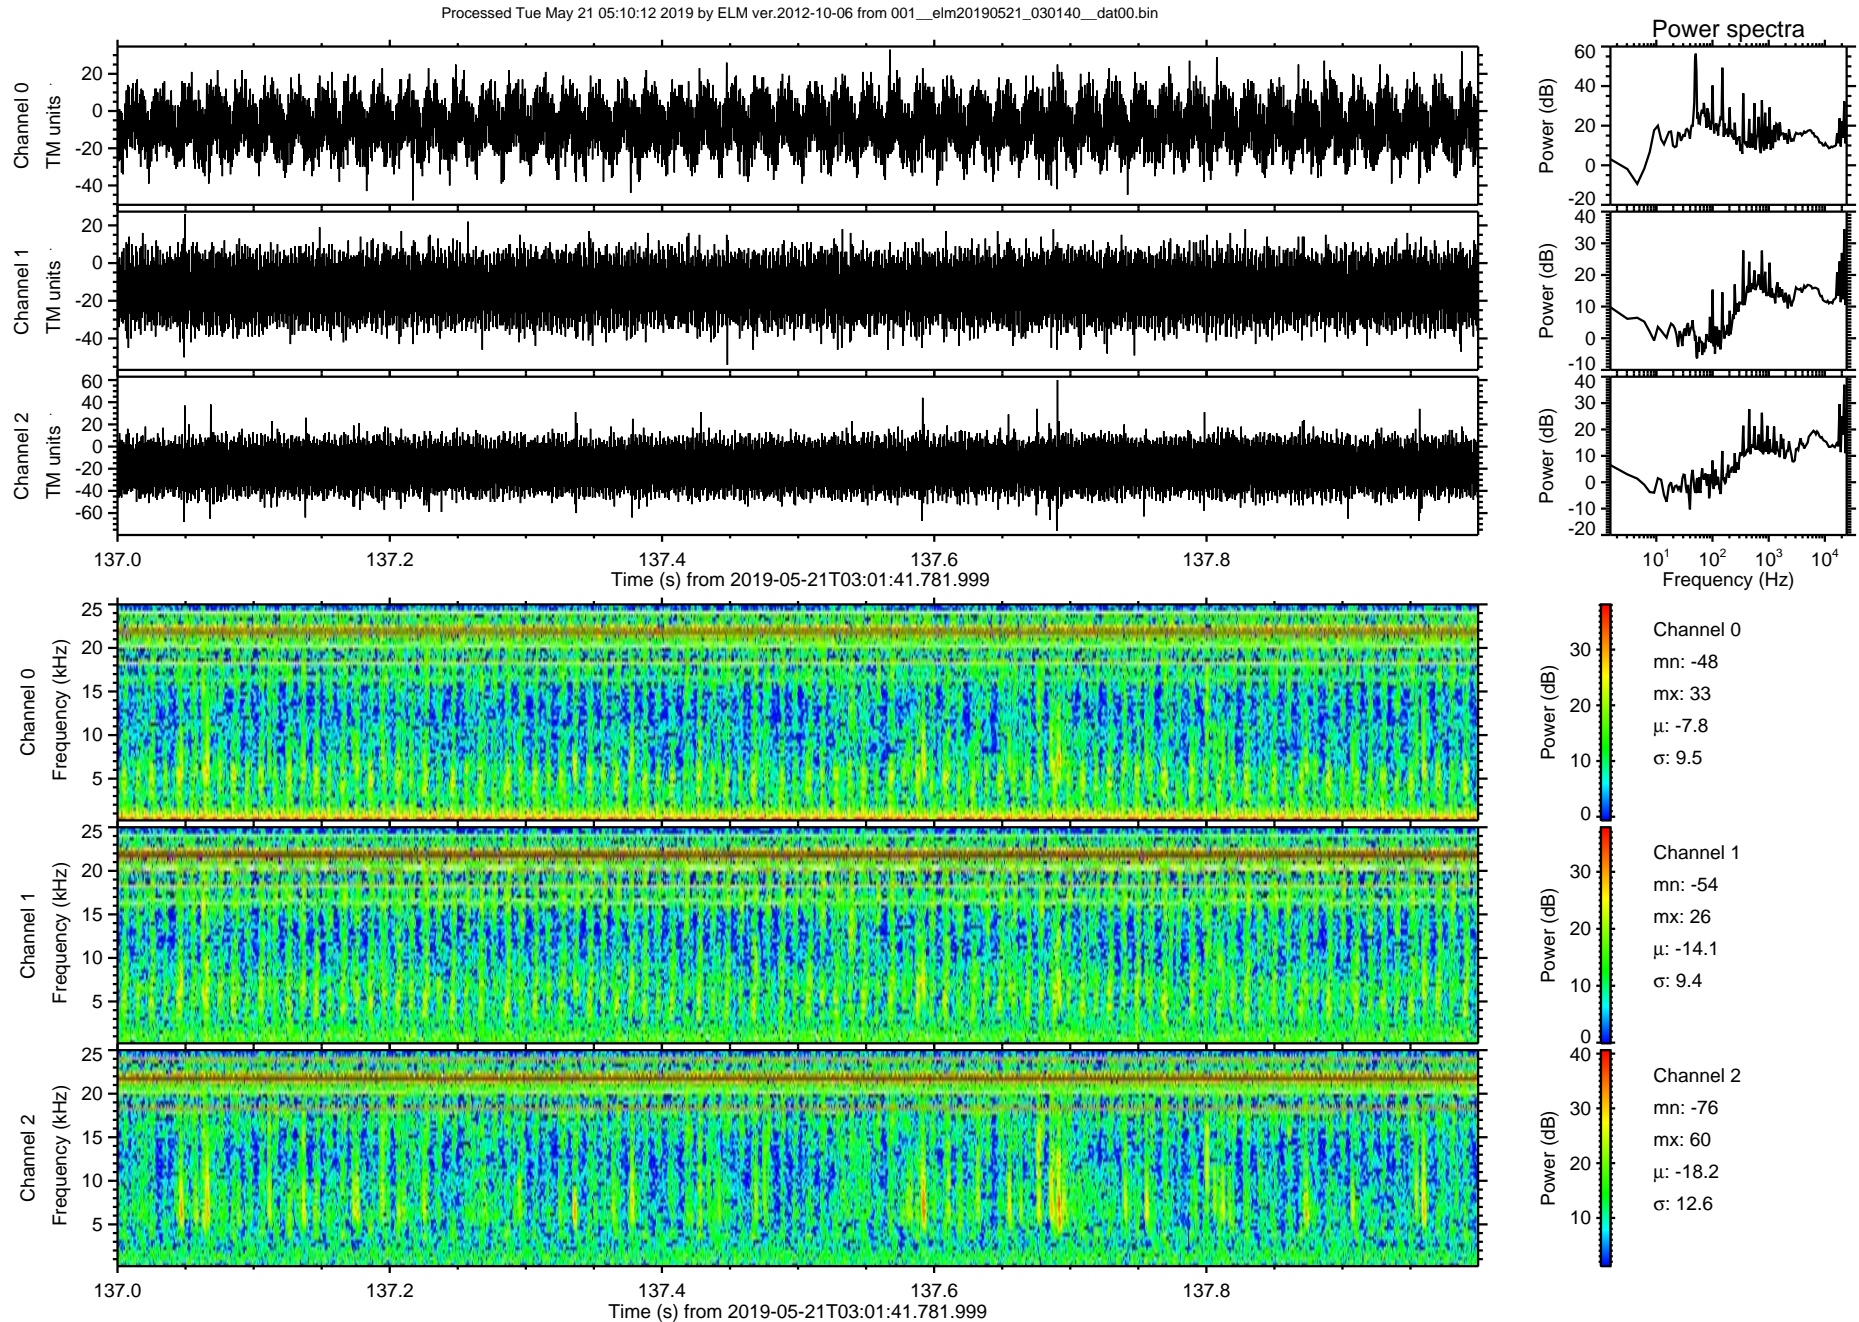 Processed Tue May 21 05:10:12 2019 by ELM ver.2012-10-06 from 001__elm20190521_030140__dat00.bin
Power spectra
Channel 0
TM units
20
0
-20
-40
Power (dB)
60
40
20
0
-20
Channel 1
TM units
20
0
-20
-40
Power (dB)
40
30
20
10
0
-10
Channel 2
TM units
60
40
20
0
-20
-40
-60
Power (dB)
40
30
20
10
0
-10
-20
137.0 137.2 137.4 137.6 137.8
Time (s) from 2019-05-21T03:01:41.781.999
10^1 10^2 10^3 10^4
Frequency (Hz)
Channel 0
Frequency (kHz)
25
20
15
10
5
Power (dB)
30
20
10
0
Channel 0
mn: -48
mx: 33
μ: -7.8
σ: 9.5
Channel 1
Frequency (kHz)
25
20
15
10
5
Power (dB)
30
20
10
0
Channel 1
mn: -54
mx: 26
μ: -14.1
σ: 9.4
Channel 2
Frequency (kHz)
25
20
15
10
5
Power (dB)
40
30
20
10
Channel 2
mn: -76
mx: 60
μ: -18.2
σ: 12.6
137.0 137.2 137.4 137.6 137.8
Time (s) from 2019-05-21T03:01:41.781.999